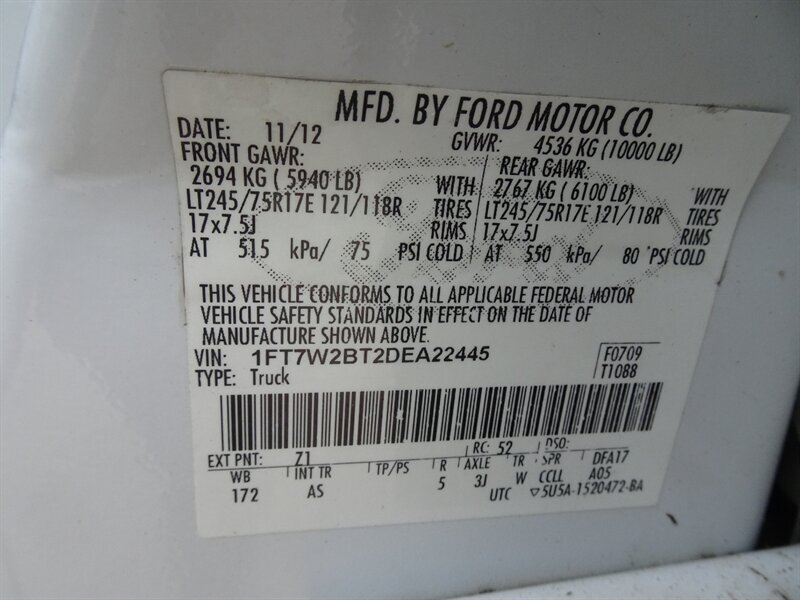 MFD. BY FORD MOTOR CO.
DATE: 11/12 GVWR: 4536 KG (10000 LB)
FRONT GAWR: REAR GAWR:
2694 KG ( 5940 LB) WITH 2767 KG ( 6100 LB) WITH
LT245/75R17E 121/118R TIRES LT245/75R17E 121/118R TIRES
17x7.5J RIMS 17x7.5J RIMS
AT 515 kPa/ 75 PSI COLD AT 550 kPa/ 80 PSI COLD
THIS VEHICLE CONFORMS TO ALL APPLICABLE FEDERAL MOTOR
VEHICLE SAFETY STANDARDS IN EFFECT ON THE DATE OF
MANUFACTURE SHOWN ABOVE.
VIN: 1FT7W2BT2DEA22445 F0709
TYPE: Truck T1088
EXT PNT: Z1 RC: 52 DSO:
WB INT TR TP/PS R AXLE TR SPR DFA17
172 AS 5 3J W CCLL A05
UTC ▽5U5A-1520472-BA